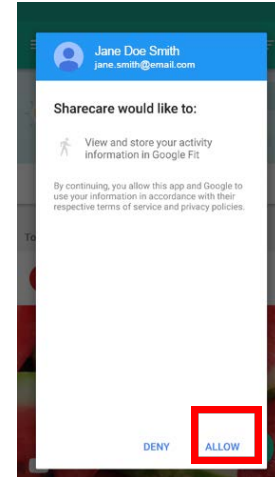 Jane Doe Smith
jane.smith@email.com
Sharecare would like to:
View and store your activity
information in Google Fit
By continuing, you allow this app and Google to
use your information in accordance with their
respective terms of service and privacy policies.
To
DENY ALLOW